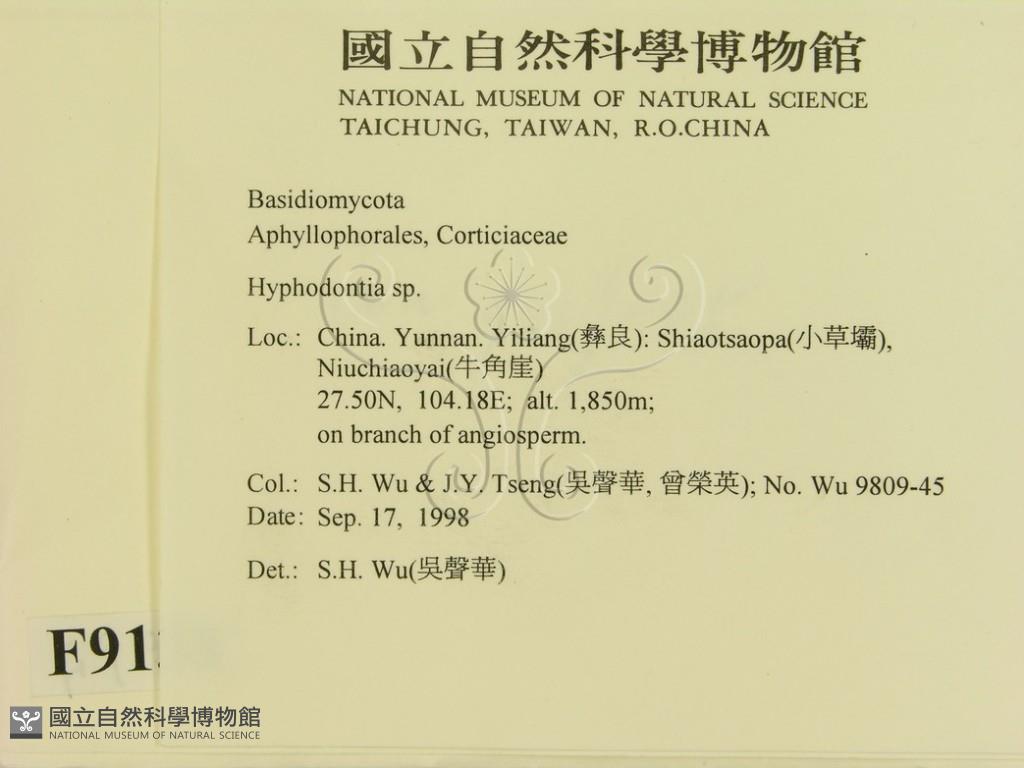 國立自然科學博物館
NATIONAL MUSEUM OF NATURAL SCIENCE
TAICHUNG, TAIWAN, R.O.CHINA
Basidiomycota
Aphyllophorales, Corticiaceae
Hyphodontia sp.
Loc.: China. Yunnan. Yiliang(彝良): Shiaotsaopa(小草壩),
Niuchiaoyai(牛角崖)
27.50N, 104.18E; alt. 1,850m;
on branch of angiosperm.
Col.: S.H. Wu & J.Y. Tseng(吳聲華, 曾榮英); No. Wu 9809-45
Date: Sep. 17, 1998
Det.: S.H. Wu(吳聲華)
F91
國立自然科學博物館
NATIONAL MUSEUM OF NATURAL SCIENCE